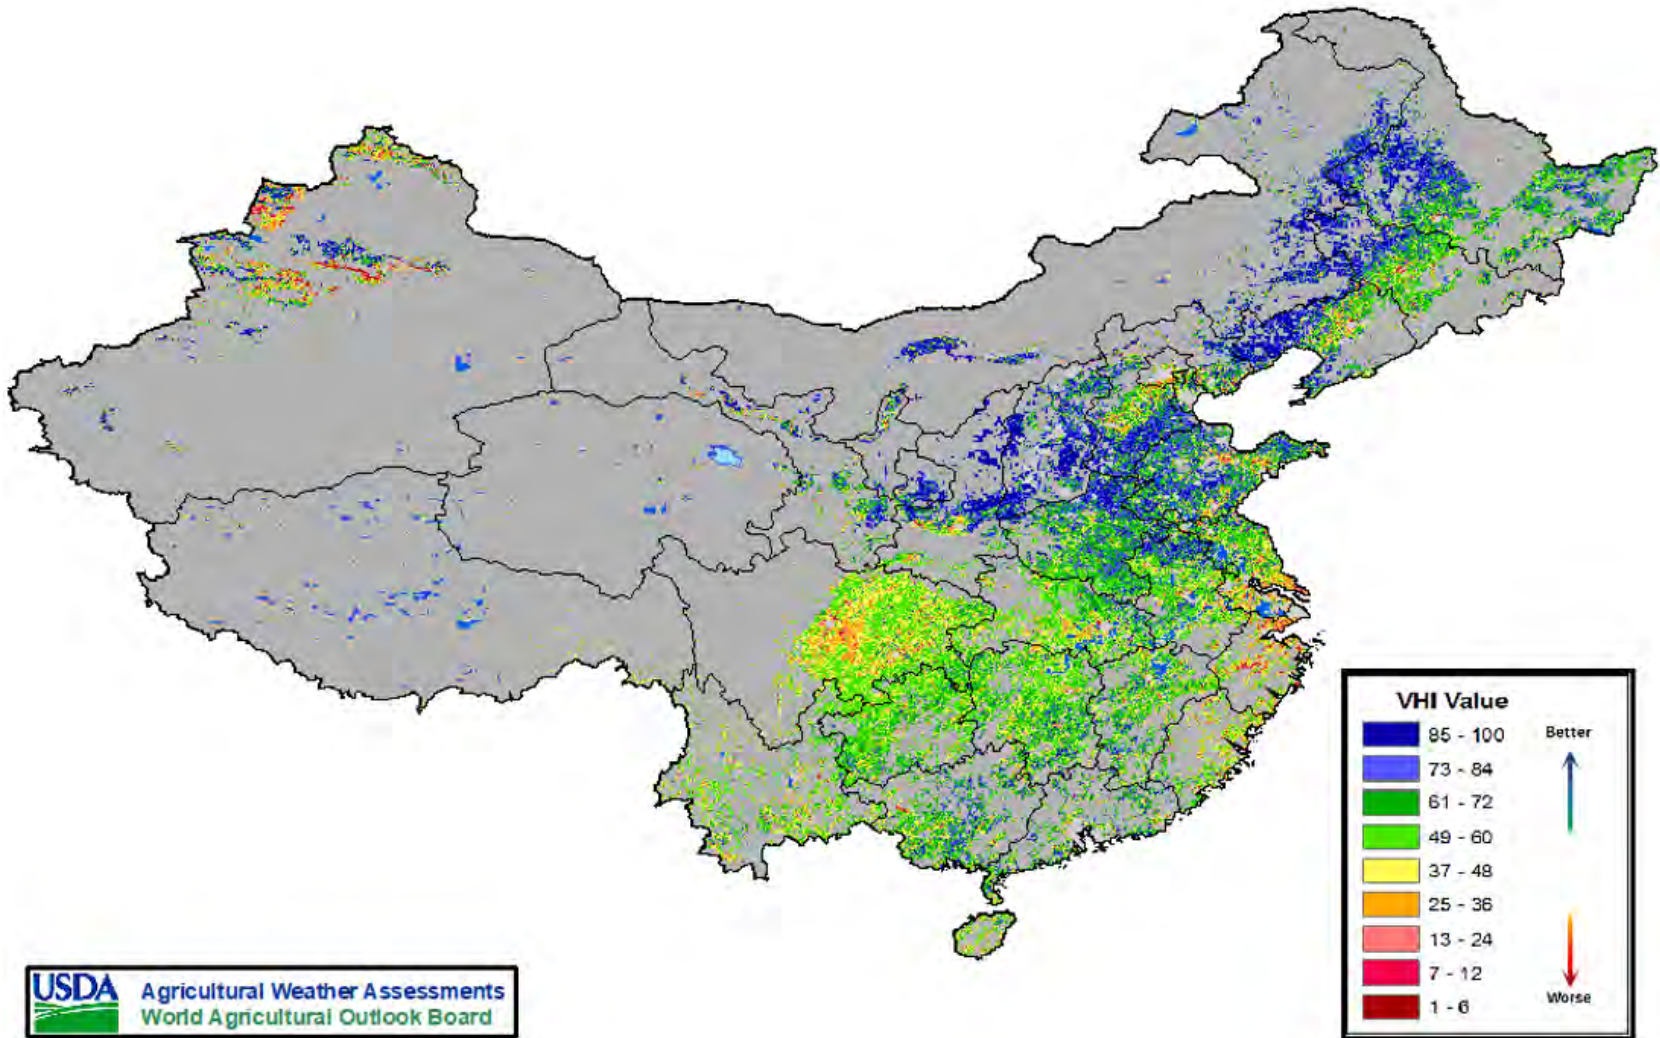 VHI Value
85 - 100
Better
73 - 84
61 - 72
49 - 60
37 - 48
25 - 36
13 - 24
7 - 12
1 - 6
Worse
USDA
Agricultural Weather Assessments
World Agricultural Outlook Board